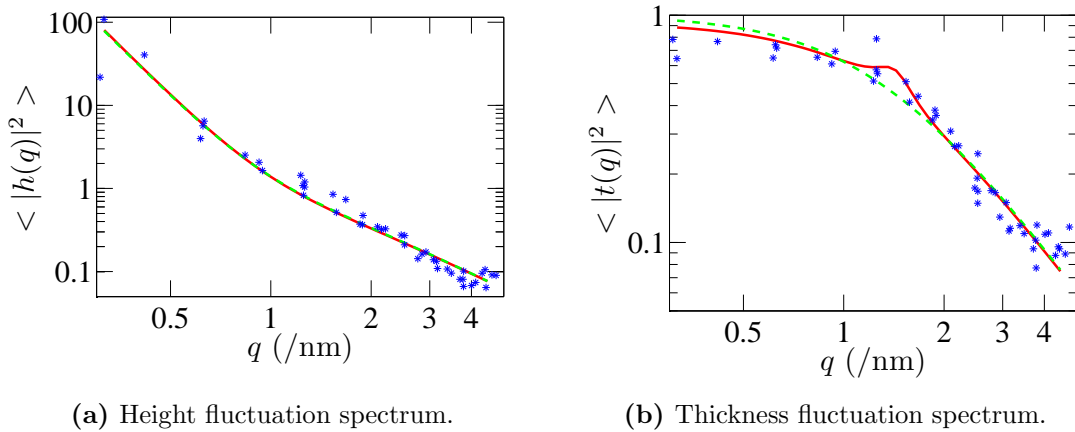 100
10
1
0.1
< |h(q)|² >
0.5 1 2 3 4
q (/nm)
(a) Height fluctuation spectrum.
1
0.1
< |t(q)|² >
0.5 1 2 3 4
q (/nm)
(b) Thickness fluctuation spectrum.